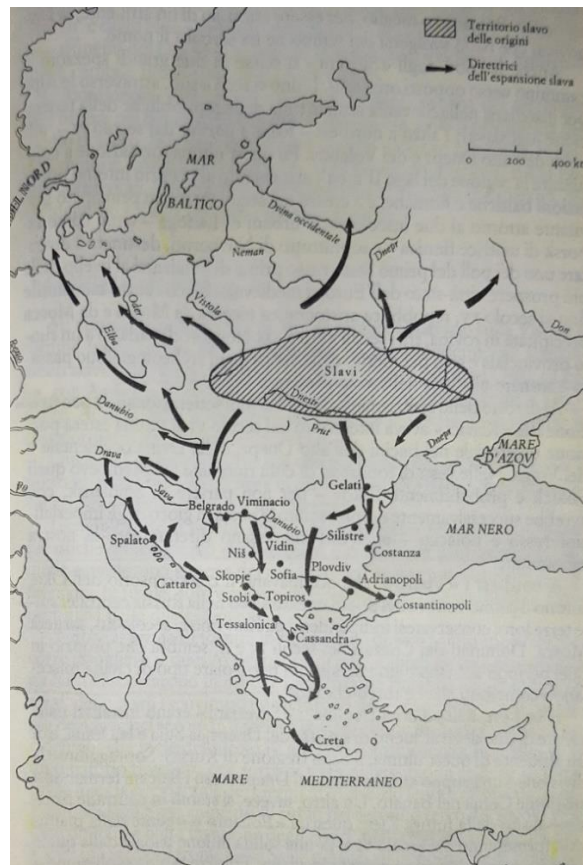 Territorio slavo
delle origini
Direttrici
dell'espansione slava
0 200 400 km
MAR
BALTICO
DEL NORD
Dvina occidentale
Neman
Dnepr
Vistola
Oder
Elba
Don
Slavi
Dnestr
Prut
Danubio
Dnepr
MARE
D'AZOV
Drava
Sava
Gelati
Belgrado
Viminacio
Danubio
Silistre
MAR NERO
Spalato
Vidin
Costanza
Niš
Sofia
Plovdiv
Adrianopoli
Cattaro
Skopje
Stobi
Topiros
Costantinopoli
Tessalonica
Cassandra
Creta
MARE MEDITERRANEO